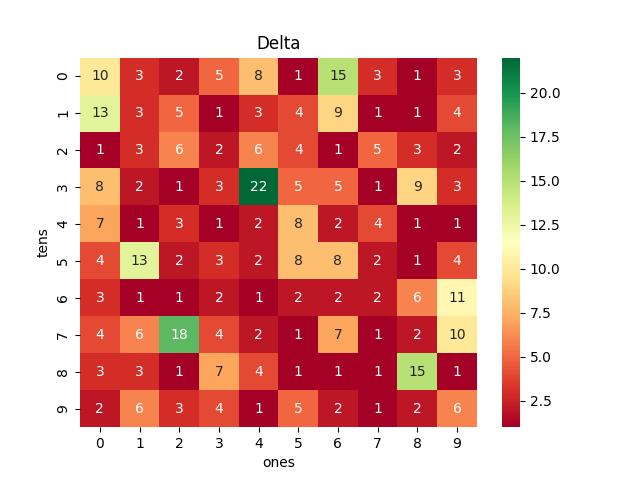 Delta
0 10 3 2 5 8 1 15 3 1 3
1 13 3 5 1 3 4 9 1 1 4
2 1 3 6 2 6 4 1 5 3 2
3 8 2 1 3 22 5 5 1 9 3
4 7 1 3 1 2 8 2 4 1 1
5 4 13 2 3 2 8 8 2 1 4
6 3 1 1 2 1 2 2 2 6 11
7 4 6 18 4 2 1 7 1 2 10
8 3 3 1 7 4 1 1 1 15 1
9 2 6 3 4 1 5 2 1 2 6
0 1 2 3 4 5 6 7 8 9
tens
ones
20.0
17.5
15.0
12.5
10.0
7.5
5.0
2.5